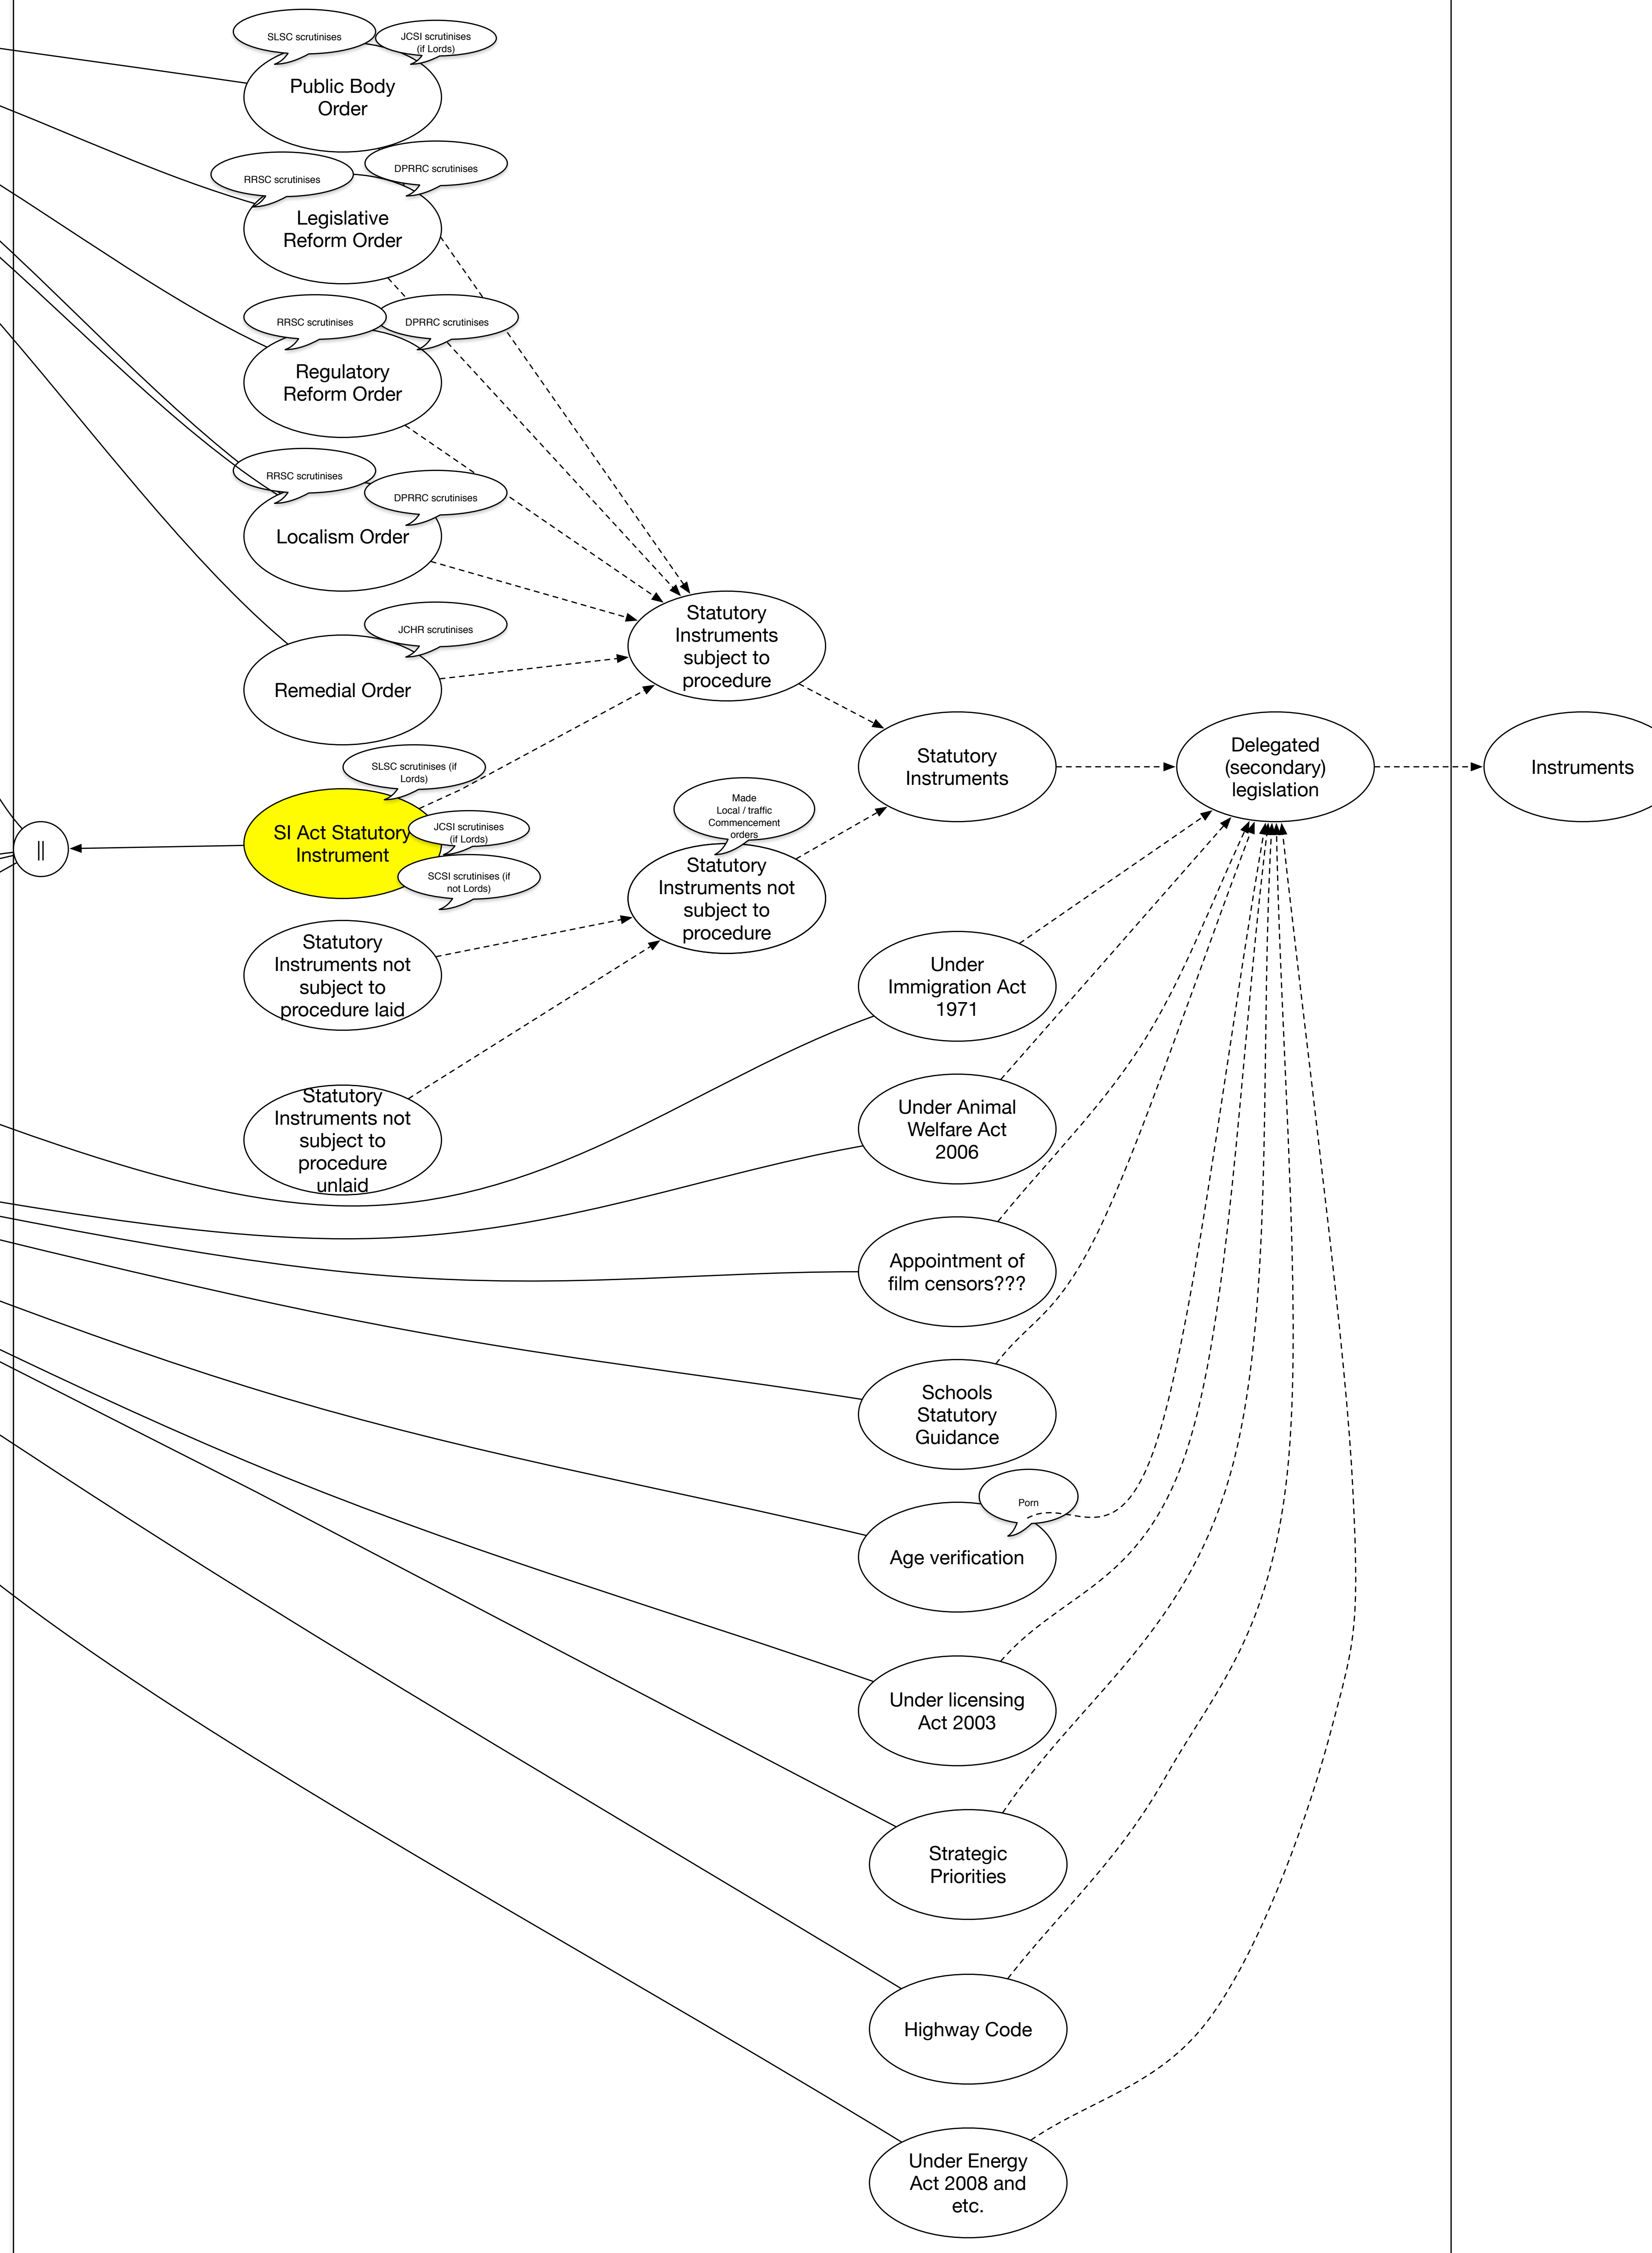 SLSC scrutinises
JCSI scrutinises
(if Lords)
Public Body
Order
RRSC scrutinises
DPRRC scrutinises
Legislative
Reform Order
RRSC scrutinises
DPRRC scrutinises
Regulatory
Reform Order
RRSC scrutinises
DPRRC scrutinises
Localism Order
JCHR scrutinises
Remedial Order
Statutory
Instruments
subject to
procedure
SLSC scrutinises (if
Lords)
SI Act Statutory
Instrument
JCSI scrutinises
(if Lords)
SCSI scrutinises (if
not Lords)
||
Made
Local / traffic
Commencement
orders
Statutory
Instruments not
subject to
procedure
Statutory
Instruments
Delegated
(secondary)
legislation
Instruments
Statutory
Instruments not
subject to
procedure laid
Statutory
Instruments not
subject to
procedure
unlaid
Under
Immigration Act
1971
Under Animal
Welfare Act
2006
Appointment of
film censors???
Schools
Statutory
Guidance
Porn
Age verification
Under licensing
Act 2003
Strategic
Priorities
Highway Code
Under Energy
Act 2008 and
etc.